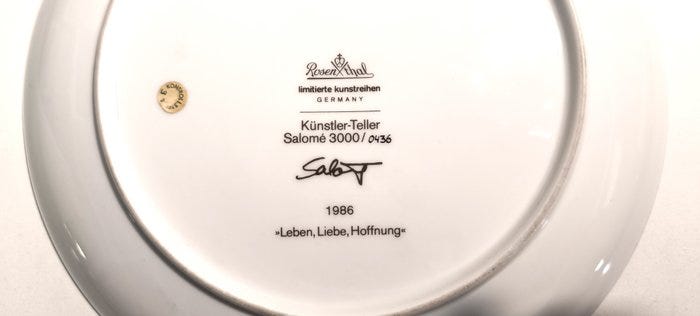 Rosenthal
limitierte kunstreihen
GERMANY
Künstler-Teller
Salomé 3000/0436
Salomé
1986
»Leben, Liebe, Hoffnung«